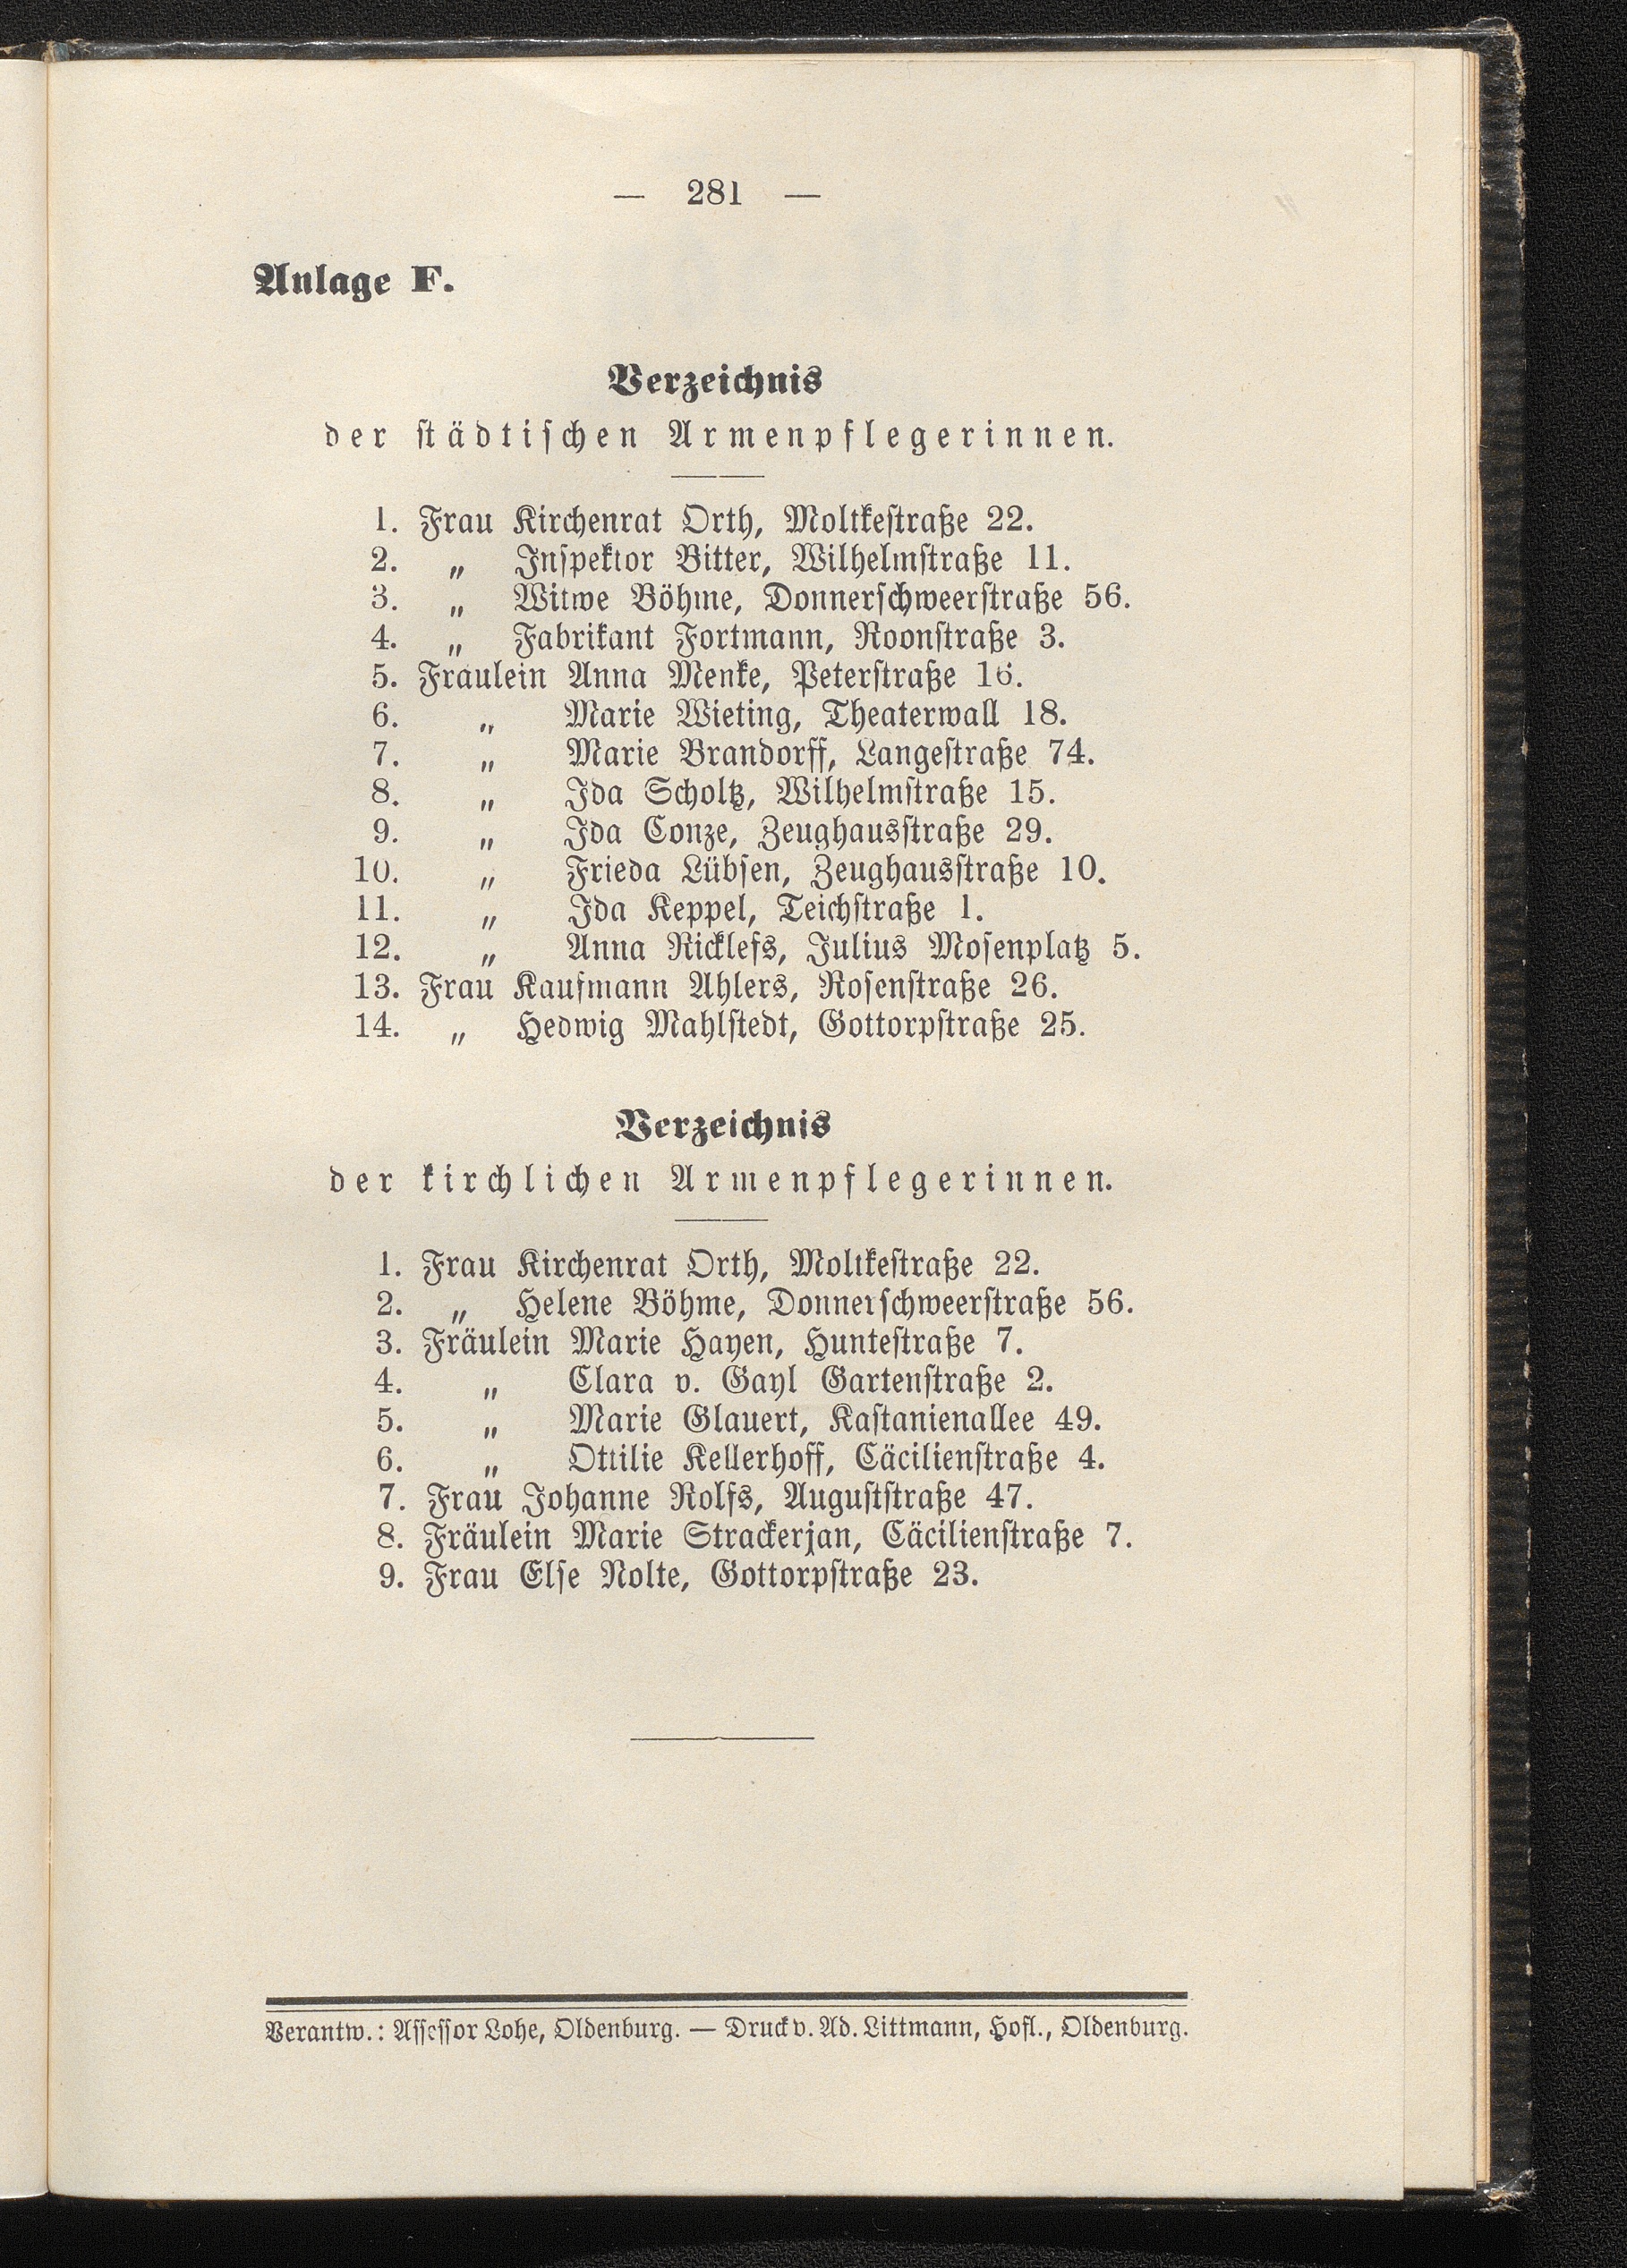 — 281 —
Anlage F.
Verzeichnis
der städtischen Armenpflegerinnen.
1. Frau Kirchenrat Orth, Moltkestraße 22.
2. „ Inspektor Bitter, Wilhelmstraße 11.
3. „ Witwe Böhme, Donnerschweerstraße 56.
4. „ Fabrikant Fortmann, Roonstraße 3.
5. Fräulein Anna Menke, Peterstraße 16.
6. „ Marie Wieting, Theaterwall 18.
7. „ Marie Brandorff, Langestraße 74.
8. „ Ida Scholtz, Wilhelmstraße 15.
9. „ Ida Conze, Zeughausstraße 29.
10. „ Frieda Lübsen, Zeughausstraße 10.
11. „ Ida Keppel, Teichstraße 1.
12. „ Anna Ricklefs, Julius Mosenplatz 5.
13. Frau Kaufmann Ahlers, Rosenstraße 26.
14. „ Hedwig Mahlstedt, Gottorpstraße 25.
Verzeichnis
der kirchlichen Armenpflegerinnen.
1. Frau Kirchenrat Orth, Moltkestraße 22.
2. „ Helene Böhme, Donnerschweerstraße 56.
3. Fräulein Marie Hayen, Huntestraße 7.
4. „ Clara v. Gayl Gartenstraße 2.
5. „ Marie Glauert, Kastanienallee 49.
6. „ Ottilie Kellerhoff, Cäcilienstraße 4.
7. Frau Johanne Rolfs, Auguststraße 47.
8. Fräulein Marie Strackerjan, Cäcilienstraße 7.
9. Frau Else Nolte, Gottorpstraße 23.
Verantw.: Assessor Lohe, Oldenburg. — Druck v. Ad. Littmann, Hofl., Oldenburg.